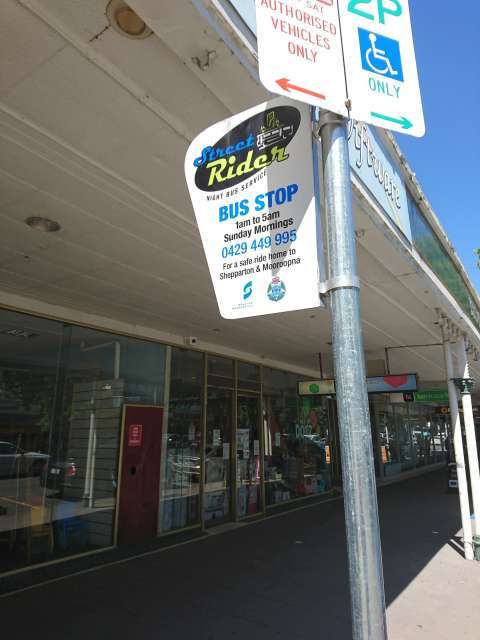 SAT
AUTHORISED
VEHICLES
ONLY
2P
ONLY
Street
Rider
NIGHT BUS SERVICE
BUS STOP
1am to 5am
Sunday Mornings
0429 449 995
For a safe ride home to
Shepparton & Mooroopna